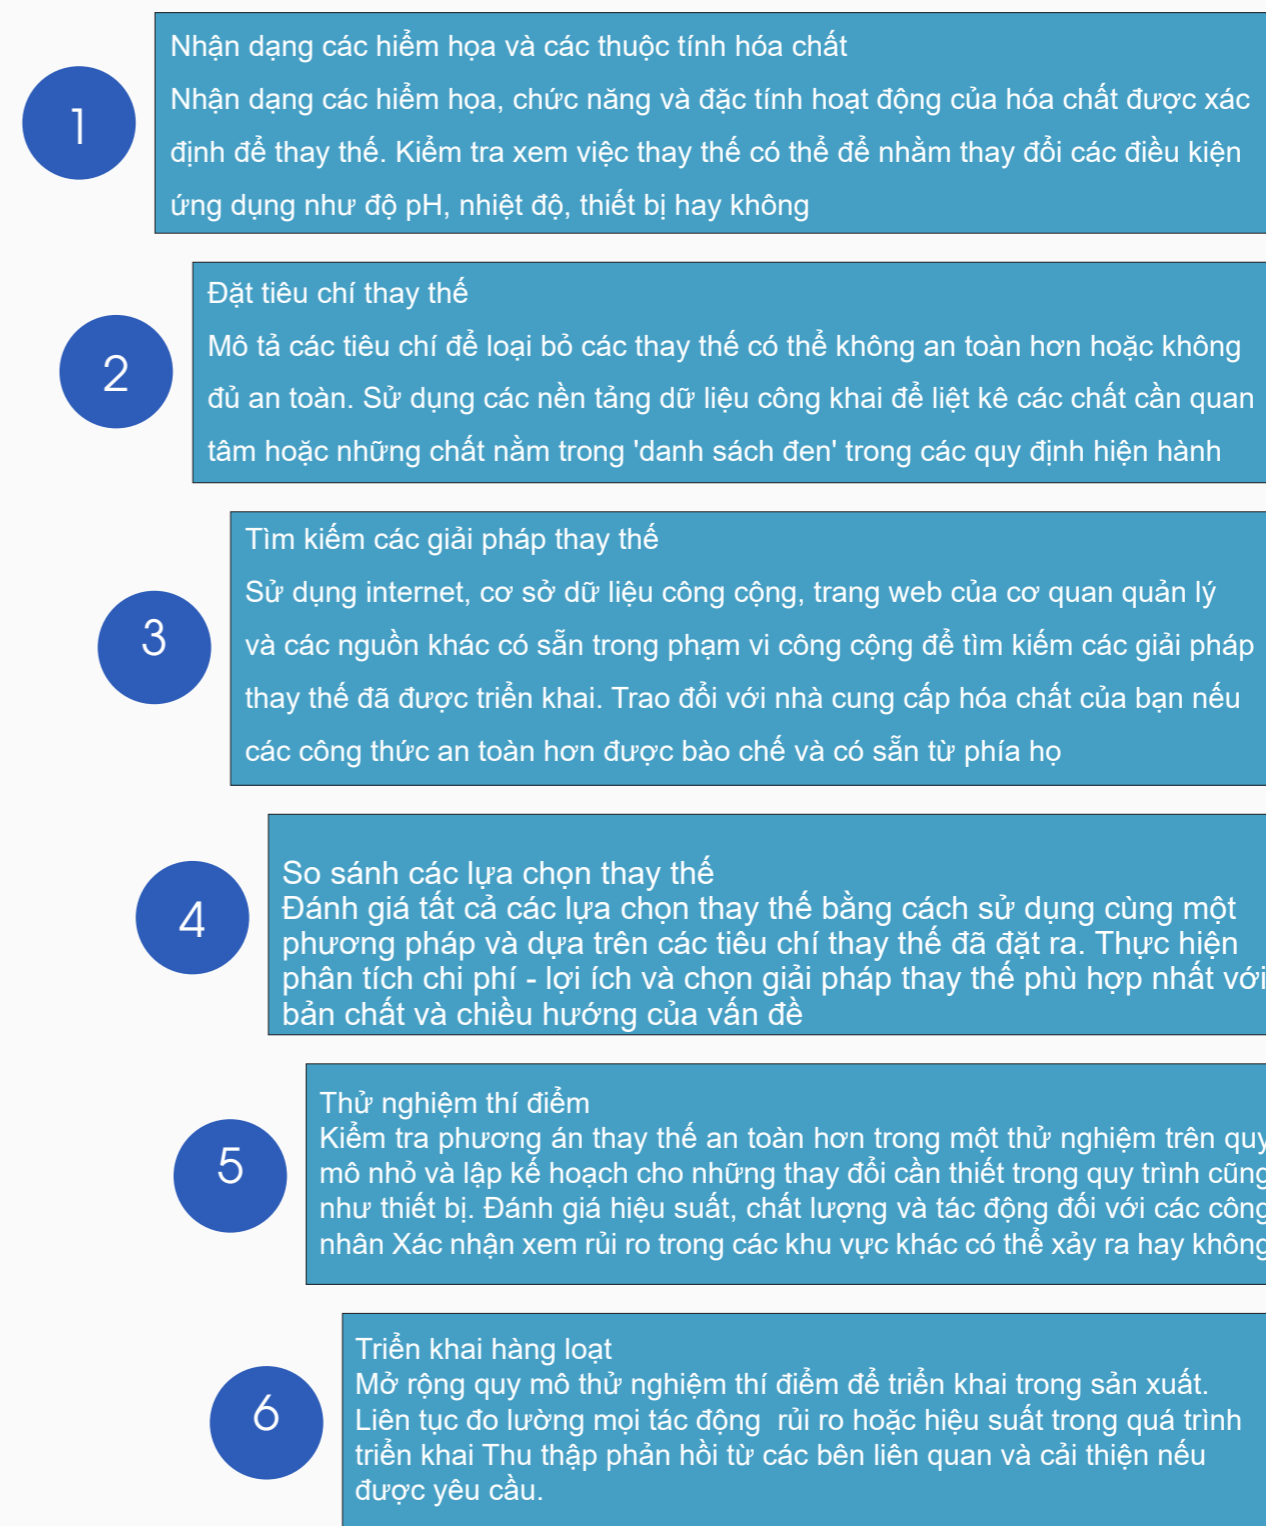 1
Nhận dạng các hiểm họa và các thuộc tính hóa chất
Nhận dạng các hiểm họa, chức năng và đặc tính hoạt động của hóa chất được xác
định để thay thế. Kiểm tra xem việc thay thế có thể để nhằm thay đổi các điều kiện
ứng dụng như độ pH, nhiệt độ, thiết bị hay không
2
Đặt tiêu chí thay thế
Mô tả các tiêu chí để loại bỏ các thay thế có thể không an toàn hơn hoặc không
đủ an toàn. Sử dụng các nền tảng dữ liệu công khai để liệt kê các chất cần quan
tâm hoặc những chất nằm trong 'danh sách đen' trong các quy định hiện hành
3
Tìm kiếm các giải pháp thay thế
Sử dụng internet, cơ sở dữ liệu công cộng, trang web của cơ quan quản lý
và các nguồn khác có sẵn trong phạm vi công cộng để tìm kiếm các giải pháp
thay thế đã được triển khai. Trao đổi với nhà cung cấp hóa chất của bạn nếu
các công thức an toàn hơn được bào chế và có sẵn từ phía họ
4
So sánh các lựa chọn thay thế
Đánh giá tất cả các lựa chọn thay thế bằng cách sử dụng cùng một
phương pháp và dựa trên các tiêu chí thay thế đã đặt ra. Thực hiện
phân tích chi phí - lợi ích và chọn giải pháp thay thế phù hợp nhất với
bản chất và chiều hướng của vấn đề
5
Thử nghiệm thí điểm
Kiểm tra phương án thay thế an toàn hơn trong một thử nghiệm trên quy
mô nhỏ và lập kế hoạch cho những thay đổi cần thiết trong quy trình cũng
như thiết bị. Đánh giá hiệu suất, chất lượng và tác động đối với các công
nhân Xác nhận xem rủi ro trong các khu vực khác có thể xảy ra hay không
6
Triển khai hàng loạt
Mở rộng quy mô thử nghiệm thí điểm để triển khai trong sản xuất.
Liên tục đo lường mọi tác động  rủi ro hoặc hiệu suất trong quá trình
triển khai Thu thập phản hồi từ các bên liên quan và cải thiện nếu
được yêu cầu.